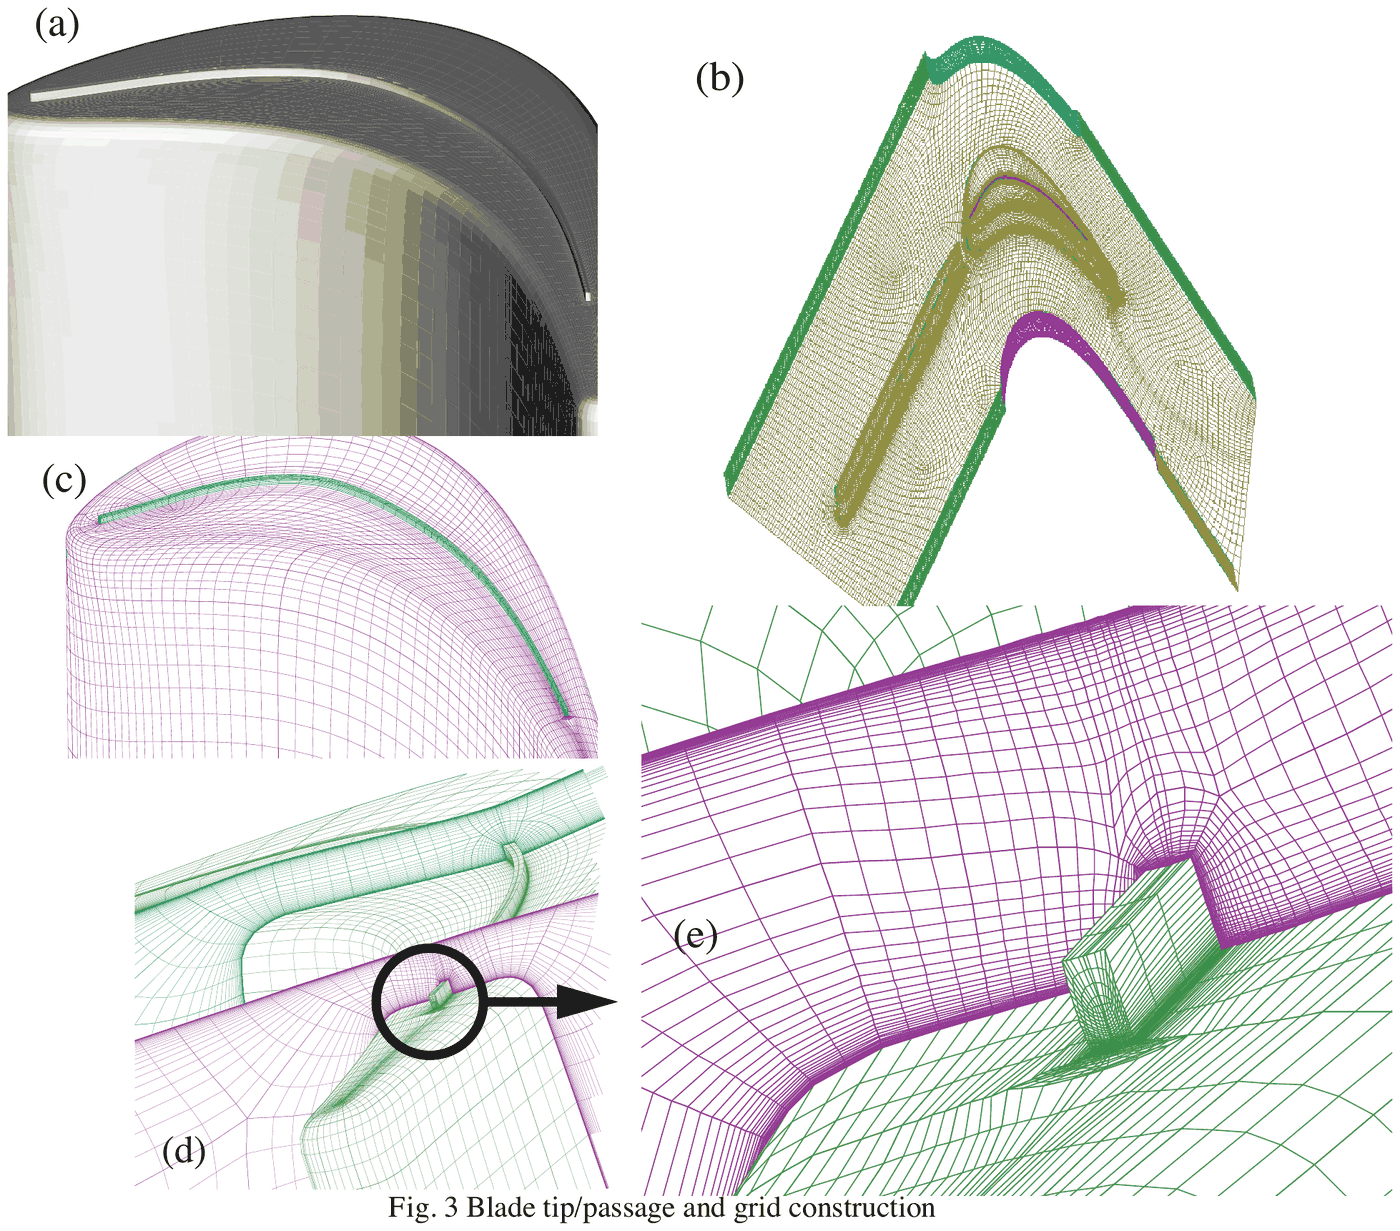 (a)
(b)
(c)
(d)
(e)
Fig. 3 Blade tip/passage and grid construction